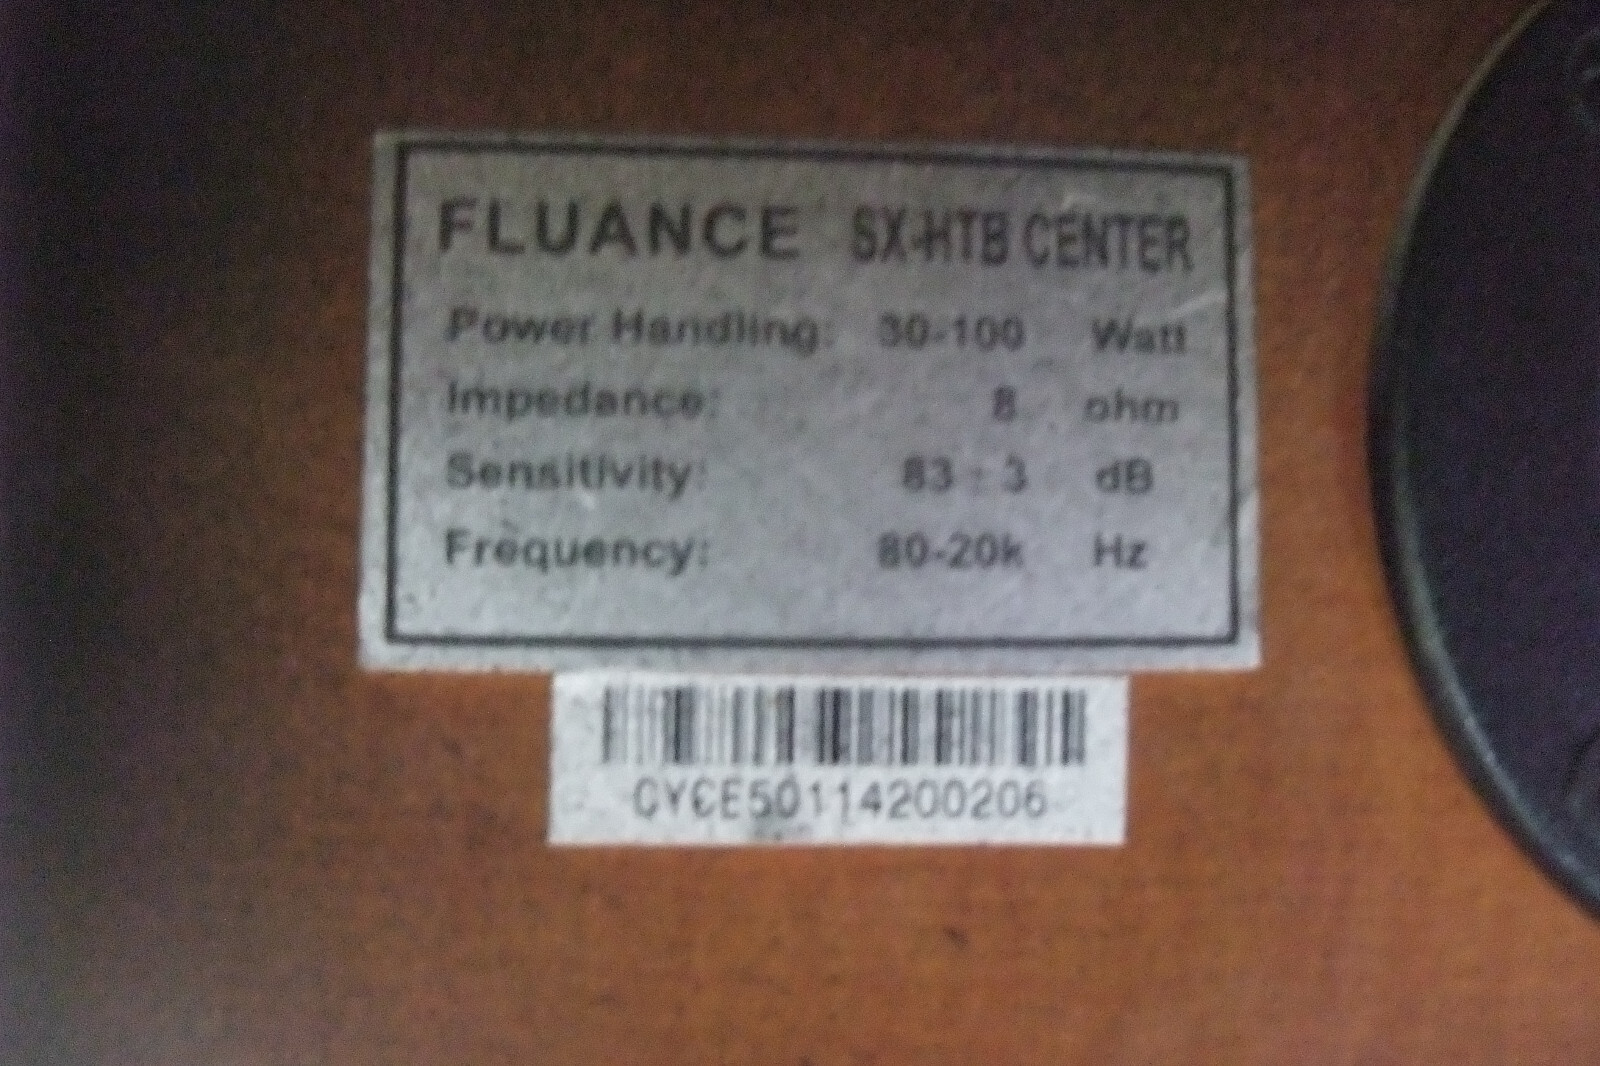 FLUANCE SX-HTB CENTER
Power Handling: 30-100 Watt
Impedance: 8 ohm
Sensitivity: 83 ± 3 dB
Frequency: 80-20k Hz
CYCE50114200206